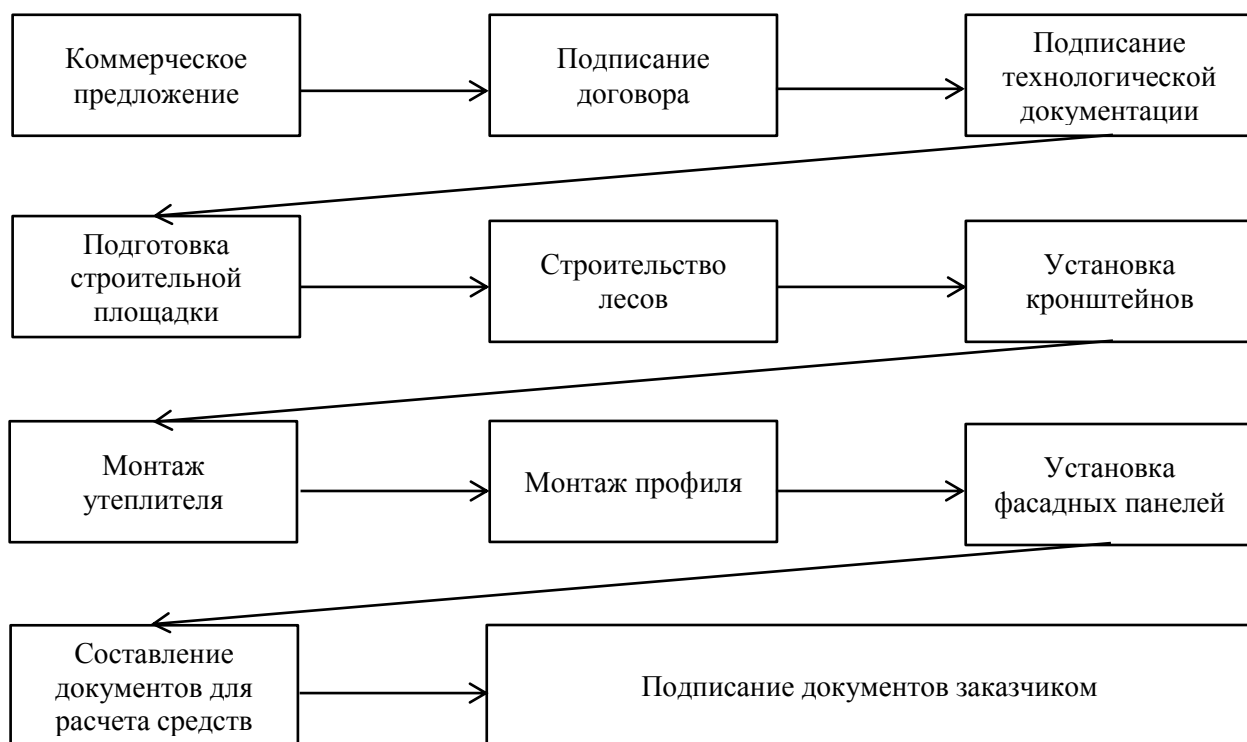 Коммерческое
предложение
Подписание
договора
Подписание
технологической
документации
Подготовка
строительной
площадки
Строительство
лесов
Установка
кронштейнов
Монтаж
утеплителя
Монтаж профиля
Установка
фасадных панелей
Составление
документов для
расчета средств
Подписание документов заказчиком